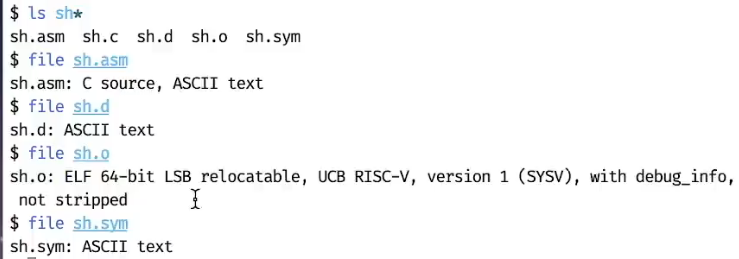 $ ls sh*
sh.asm  sh.c  sh.d  sh.o  sh.sym
$ file sh.asm
sh.asm: C source, ASCII text
$ file sh.d
sh.d: ASCII text
$ file sh.o
sh.o: ELF 64-bit LSB relocatable, UCB RISC-V, version 1 (SYSV), with debug_info,
 not stripped
$ file sh.sym
sh.sym: ASCII text